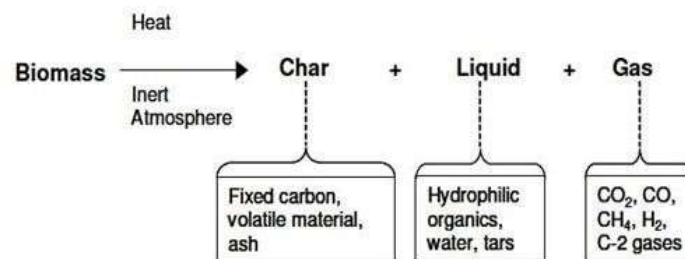 Heat
Biomass
Char + Liquid + Gas
Inert
Atmosphere
Fixed carbon,
volatile material,
ash
Hydrophilic
organics,
water, tars
CO₂, CO,
CH₄, H₂,
C-2 gases